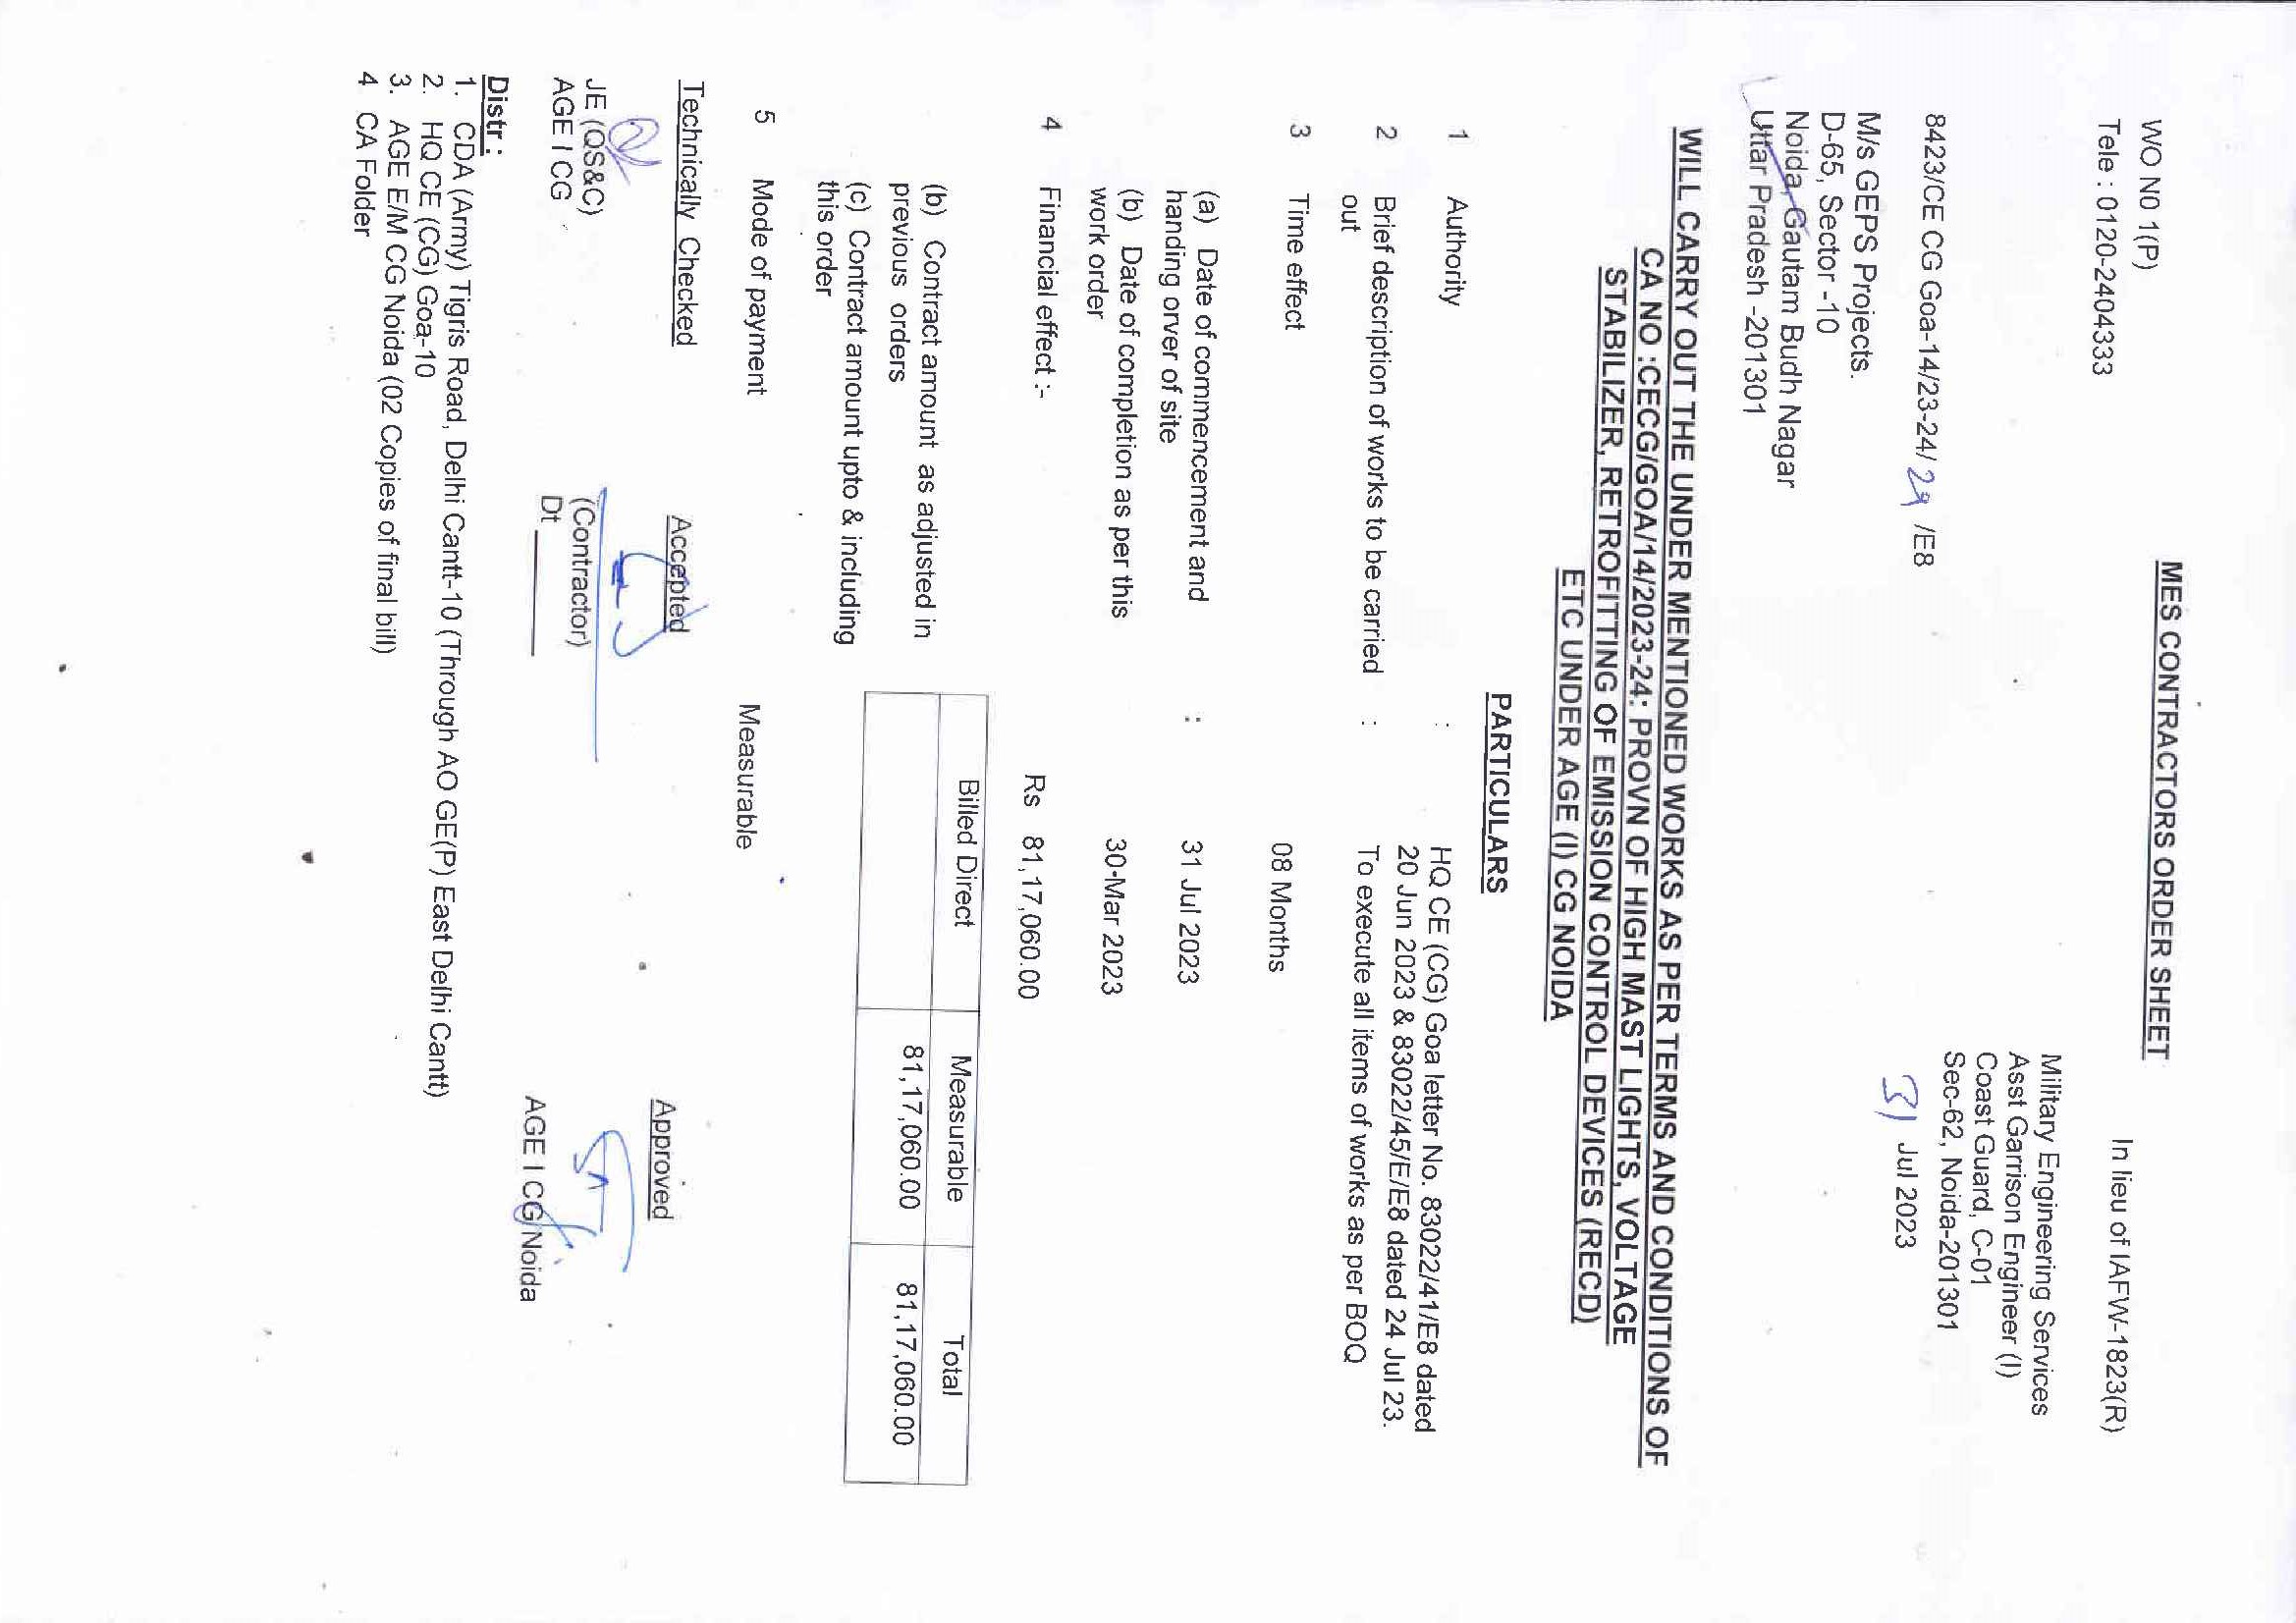 MES CONTRACTORS ORDER SHEET
WO N0 1(P)
In lieu of IAFW-1823(R)
Tele : 0120-2404333
Military Engineering Services
Asst Garrison Engineer (I)
Coast Guard, C-01
Sec-62, Noida-201301
8423/CE CG Goa-14/23-24/ 29 /E8
31 Jul 2023
M/s GEPS Projects.
D-65, Sector -10
Noida, Gautam Budh Nagar
Uttar Pradesh -201301
WILL CARRY OUT THE UNDER MENTIONED WORKS AS PER TERMS AND CONDITIONS OF
CA NO :CECG/GOA/14/2023-24: PROVN OF HIGH MAST LIGHTS, VOLTAGE
STABILIZER, RETROFITTING OF EMISSION CONTROL DEVICES (RECD)
ETC UNDER AGE (I) CG NOIDA
PARTICULARS
1 Authority : HQ CE (CG) Goa letter No. 83022/41/E8 dated
20 Jun 2023 & 83022/45/E/E8 dated 24 Jul 23.
2 Brief description of works to be carried : To execute all items of works as per BOQ
out
3 Time effect 08 Months
(a) Date of commencement and : 31 Jul 2023
handing orver of site
(b) Date of completion as per this 30-Mar 2023
work order
4 Financial effect :- Rs 81,17,060.00
Billed Direct Measurable Total
(b) Contract amount as adjusted in
previous orders
81,17,060.00 81,17,060.00
(c) Contract amount upto & including
this order
5 Mode of payment Measurable
Technically Checked Accepted Approved
JE (QS&C) (Contractor)
AGE I CG Dt AGE I CG Noida
Distr :
1. CDA (Army) Tigris Road, Delhi Cantt-10 (Through AO GE(P) East Delhi Cantt)
2. HQ CE (CG) Goa-10
3. AGE E/M CG Noida (02 Copies of final bill)
4 CA Folder